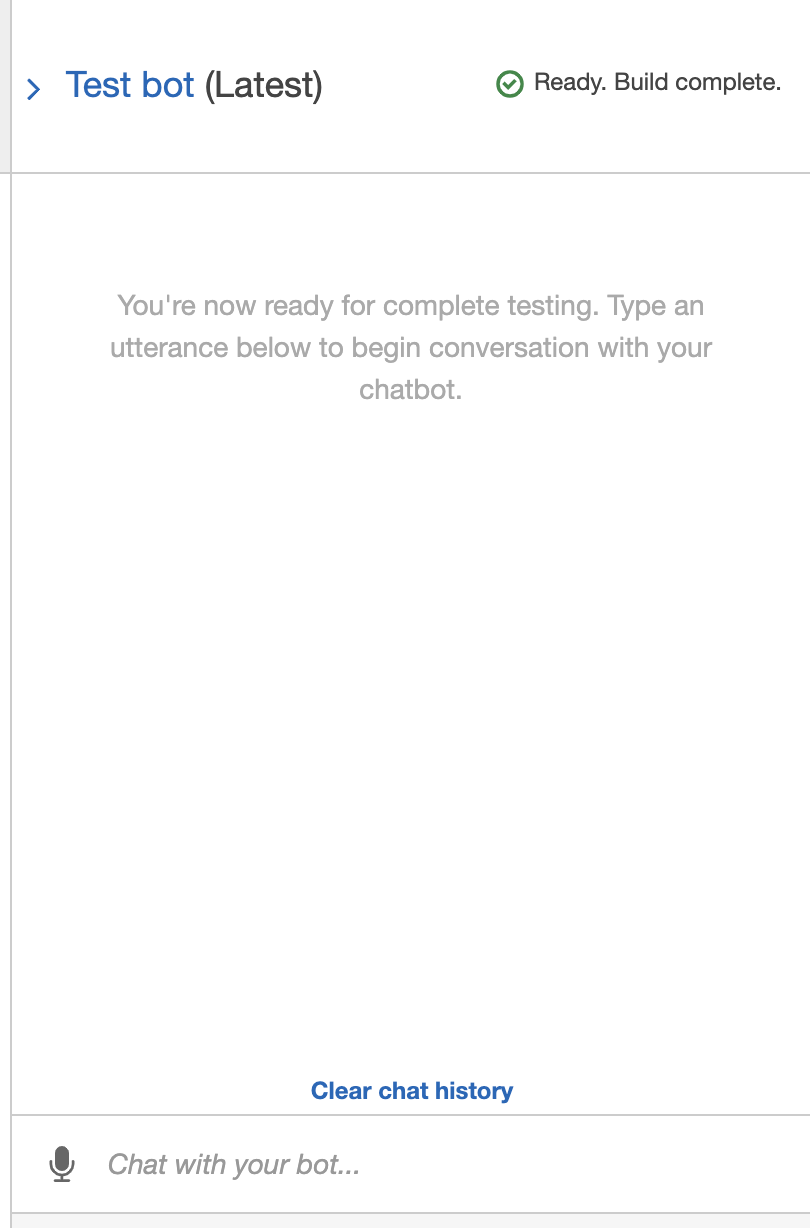 Test bot (Latest)
Ready. Build complete.
You're now ready for complete testing. Type an
utterance below to begin conversation with your
chatbot.
Clear chat history
Chat with your bot...